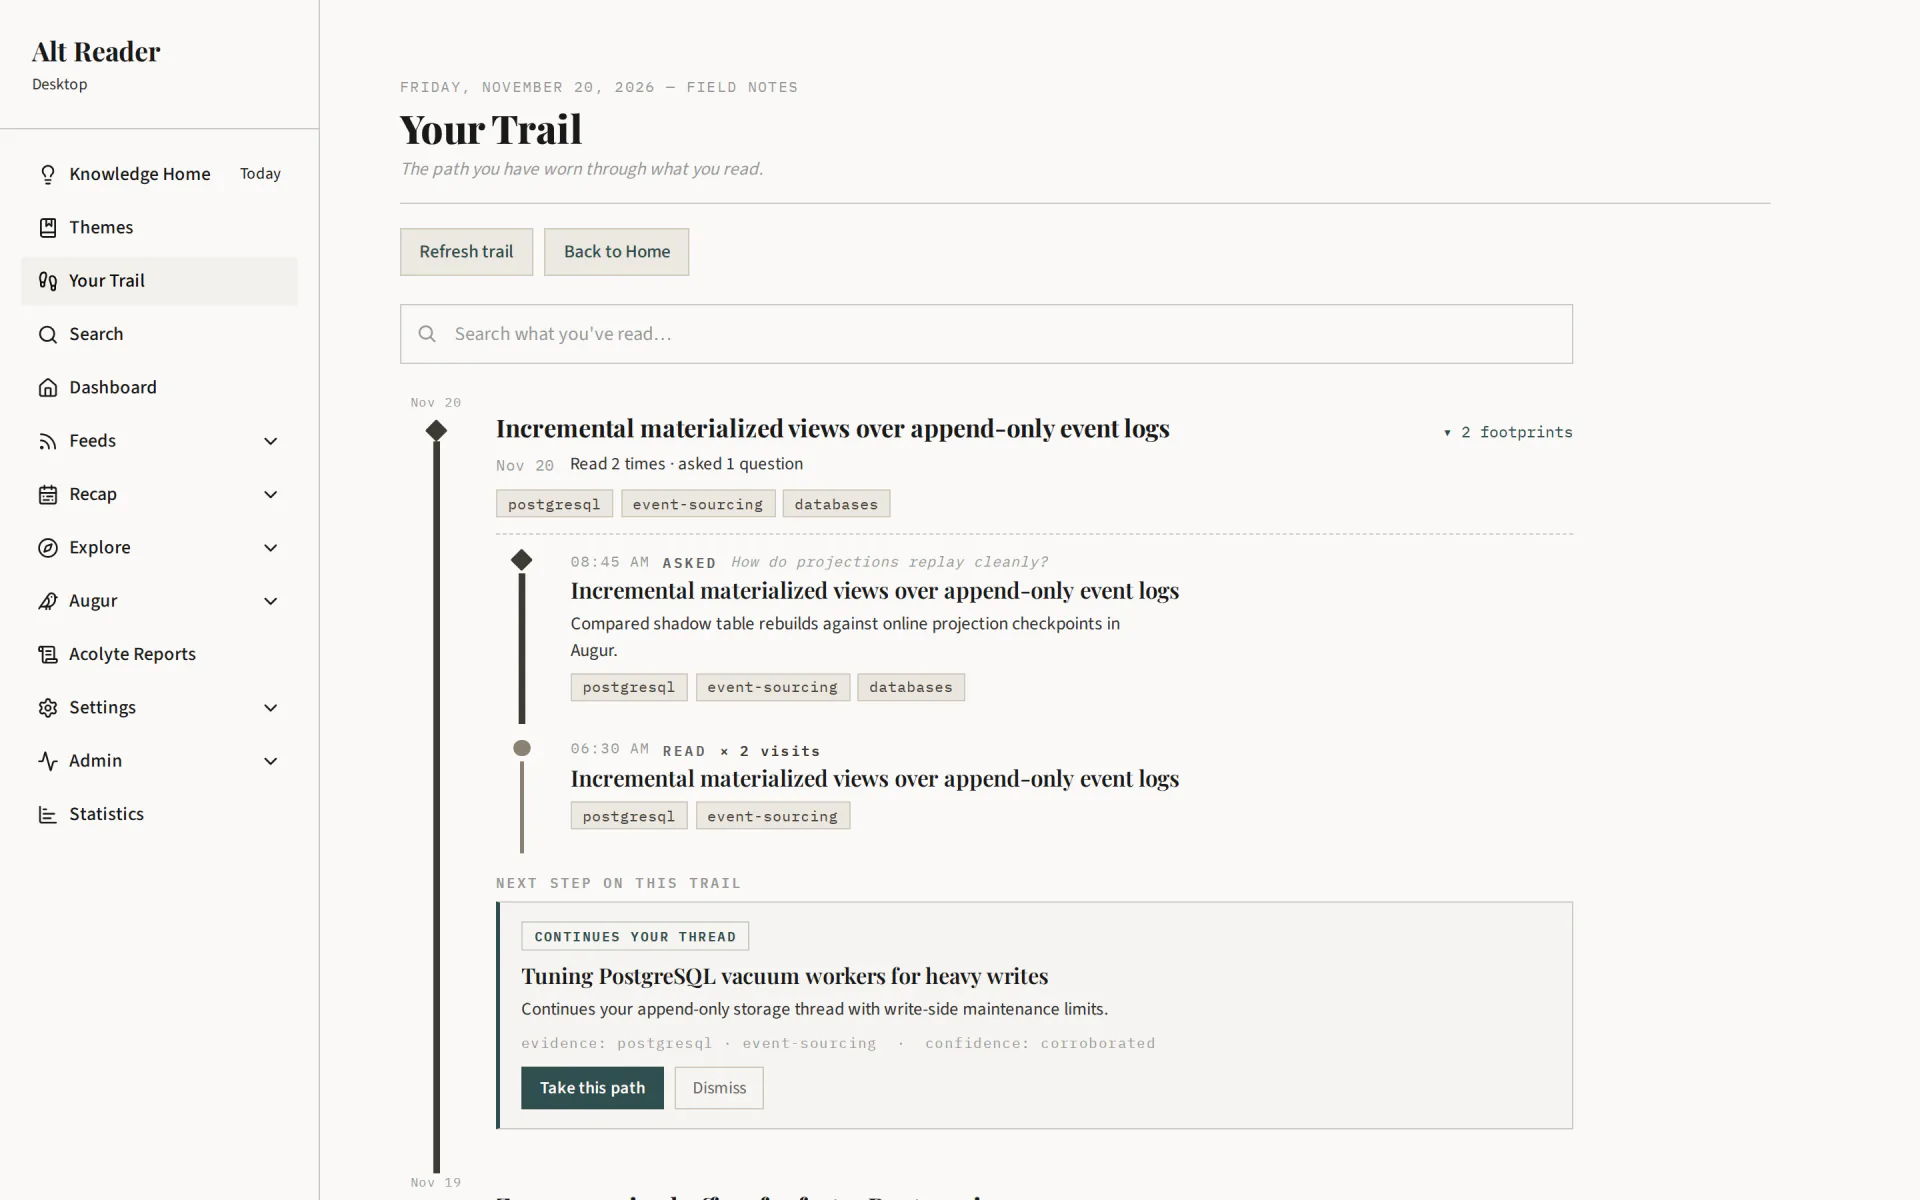 Alt Reader
Desktop
Knowledge Home Today
Themes
Your Trail
Search
Dashboard
Feeds
Recap
Explore
Augur
Acolyte Reports
Settings
Admin
Statistics
FRIDAY, NOVEMBER 20, 2026 — FIELD NOTES
Your Trail
The path you have worn through what you read.
Refresh trail Back to Home
Search what you've read…
Nov 20
Incremental materialized views over append-only event logs
▾ 2 footprints
Nov 20 Read 2 times · asked 1 question
postgresql event-sourcing databases
08:45 AM ASKED How do projections replay cleanly?
Incremental materialized views over append-only event logs
Compared shadow table rebuilds against online projection checkpoints in
Augur.
postgresql event-sourcing databases
06:30 AM READ × 2 visits
Incremental materialized views over append-only event logs
postgresql event-sourcing
NEXT STEP ON THIS TRAIL
CONTINUES YOUR THREAD
Tuning PostgreSQL vacuum workers for heavy writes
Continues your append-only storage thread with write-side maintenance limits.
evidence: postgresql · event-sourcing · confidence: corroborated
Take this path Dismiss
Nov 19